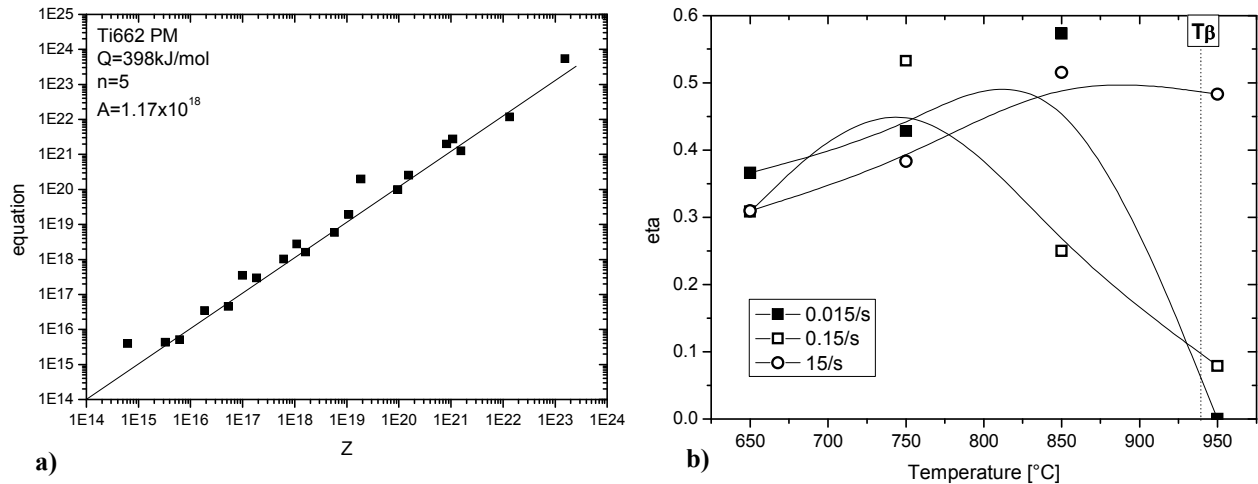 Ti662 PM
Q=398kJ/mol
n=5
A=1.17x10^18
1E25
1E24
1E23
1E22
1E21
1E20
1E19
1E18
1E17
1E16
1E15
1E14
equation
1E14 1E15 1E16 1E17 1E18 1E19 1E20 1E21 1E22 1E23 1E24
Z
a)
0.6
0.5
0.4
0.3
0.2
0.1
0.0
eta
Tβ
0.015/s
0.15/s
15/s
650 700 750 800 850 900 950
Temperature [°C]
b)